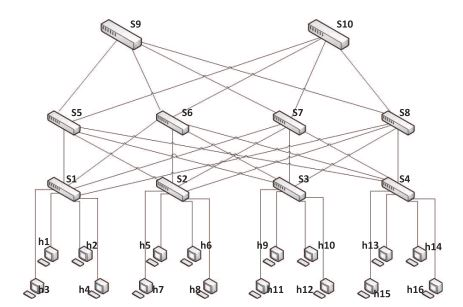 S9 S10
S5 S6 S7 S8
S1 S2 S3 S4
h1 h2 h5 h6 h9 h10 h13 h14
h3 h4 h7 h8 h11 h12 h15 h16